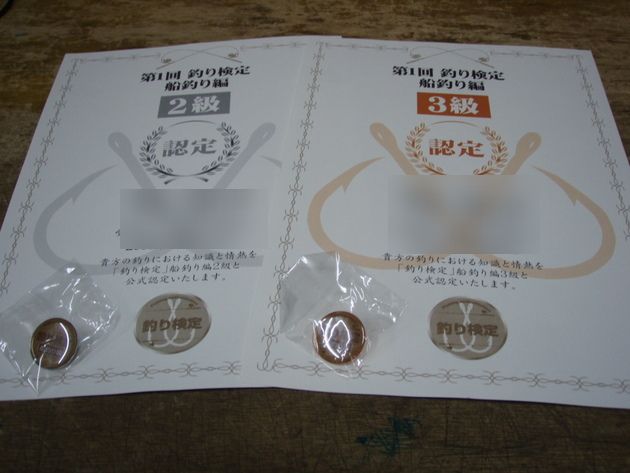 第1回 釣り検定
船釣り編
2級
認定
貴方の釣りにおける知識と情熱を
「釣り検定」船釣り編2級と
公式認定いたします。
釣り検定
第1回 釣り検定
船釣り編
3級
認定
貴方の釣りにおける知識と情熱を
「釣り検定」船釣り編3級と
公式認定いたします。
釣り検定